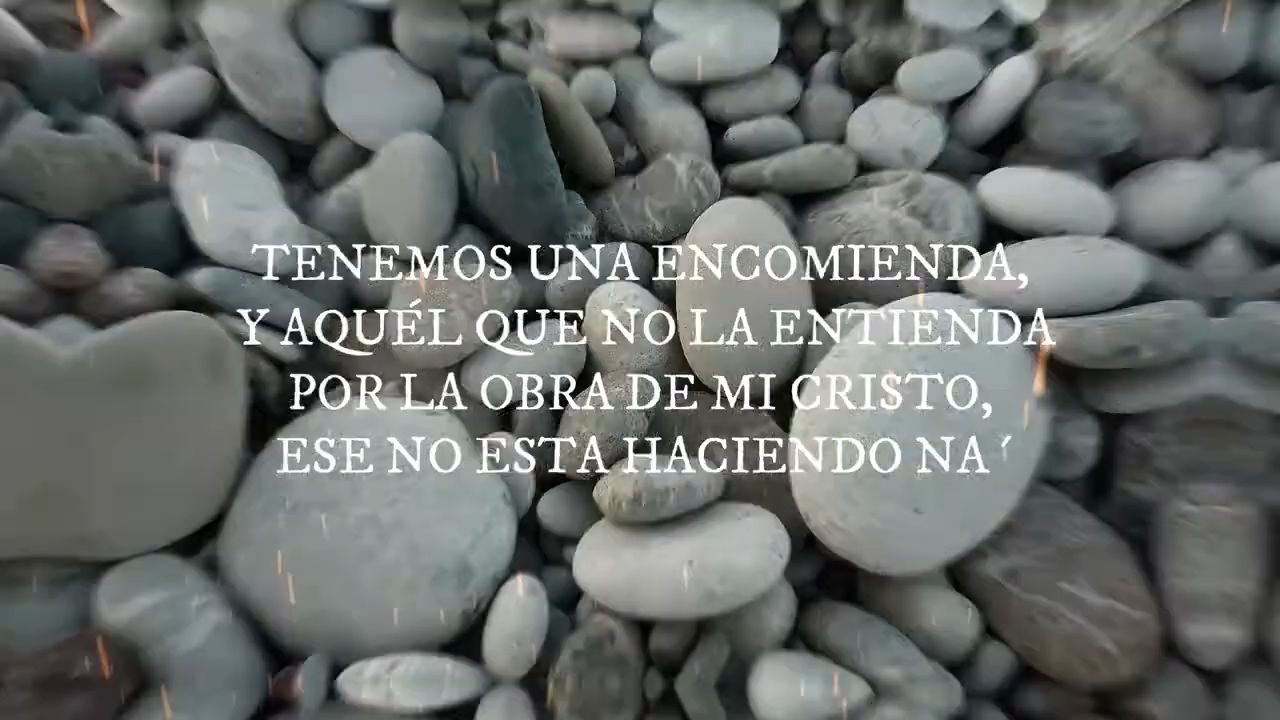 TENEMOS UNA ENCOMIENDA,
Y AQUÉL QUE NO LA ENTIENDA
POR LA OBRA DE MI CRISTO,
ESE NO ESTA HACIENDO NA ́